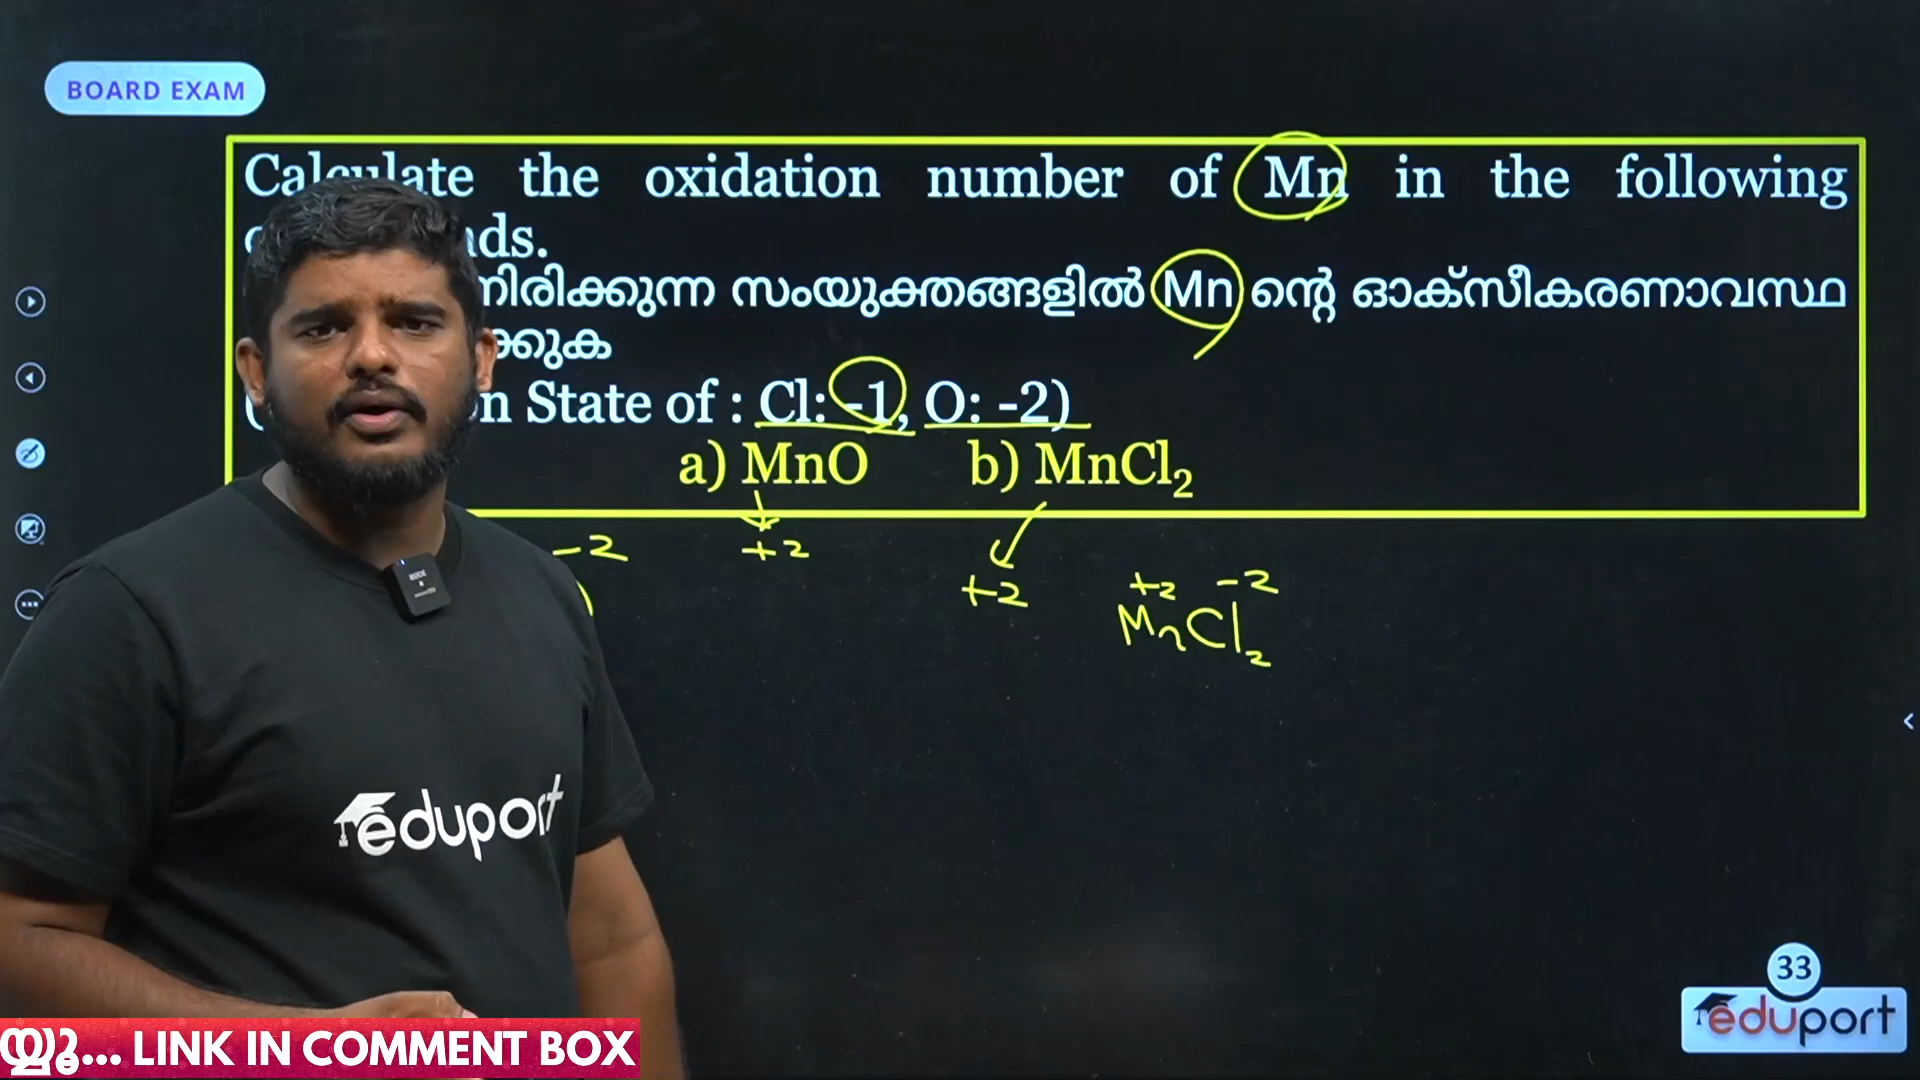 BOARD EXAM
Calculate the oxidation number of Mn in the following
ds.
സംയുക്തങ്ങളിൽ Mn ന്റെ ഓക്സീകരണാവസ്ഥ
State of : Cl: -1, O: -2)
a) MnO b) MnCl₂
-2 +2
+2 +2 -2
MnCl₂
eduport
33
eduport
LINK IN COMMENT BOX